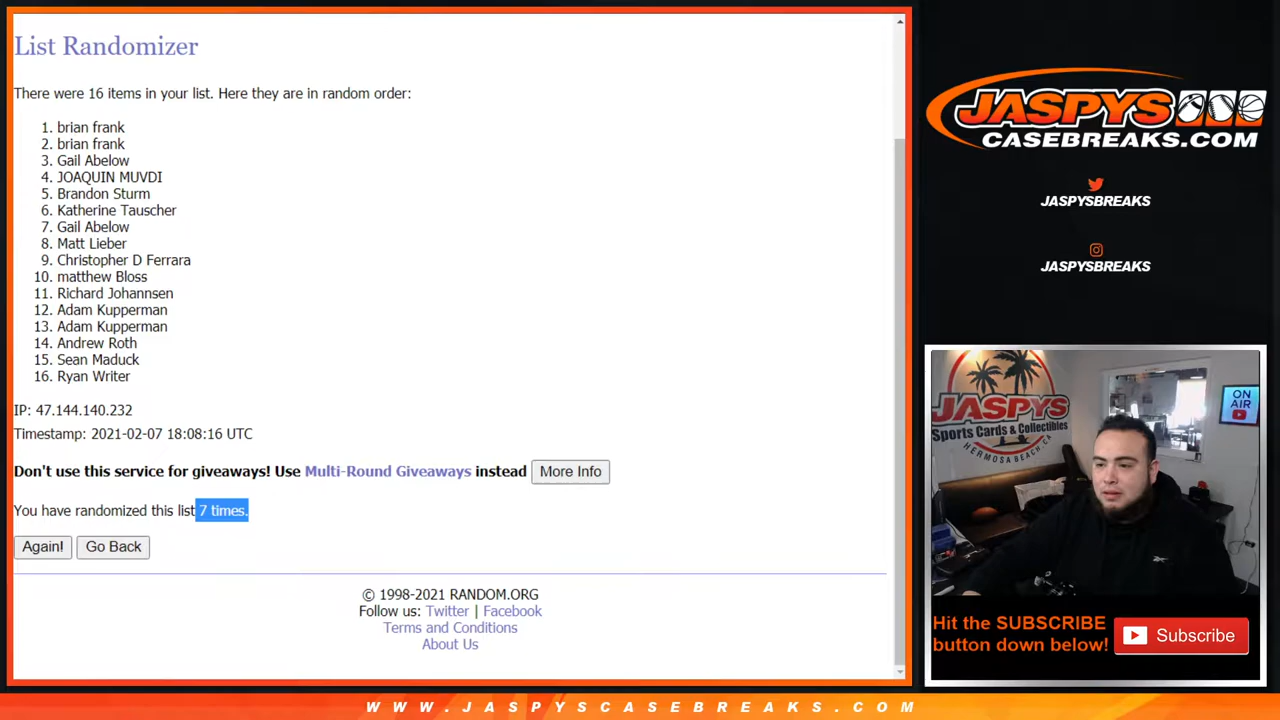 List Randomizer
There were 16 items in your list. Here they are in random order:
1. brian frank
2. brian frank
3. Gail Abelow
4. JOAQUIN MUVDI
5. Brandon Sturm
6. Katherine Tauscher
7. Gail Abelow
8. Matt Lieber
9. Christopher D Ferrara
10. matthew Bloss
11. Richard Johannsen
12. Adam Kupperman
13. Adam Kupperman
14. Andrew Roth
15. Sean Maduck
16. Ryan Writer
IP: 47.144.140.232
Timestamp: 2021-02-07 18:08:16 UTC
Don't use this service for giveaways! Use Multi-Round Giveaways instead More Info
You have randomized this list 7 times.
Again! Go Back
© 1998-2021 RANDOM.ORG
Follow us: Twitter | Facebook
Terms and Conditions
About Us
JASPYS
CASEBREAKS.COM
JASPYSBREAKS
JASPYSBREAKS
JASPYS
Sports Cards & Collectibles
HERMOSA BEACH, CA
ON
AIR
Hit the SUBSCRIBE
button down below!
Subscribe
WWW.JASPYSCASEBREAKS.COM